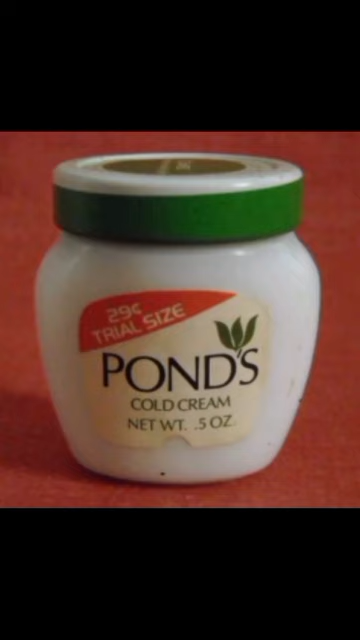 29¢
TRIAL SIZE
POND'S
COLD CREAM
NET WT. .5 OZ.